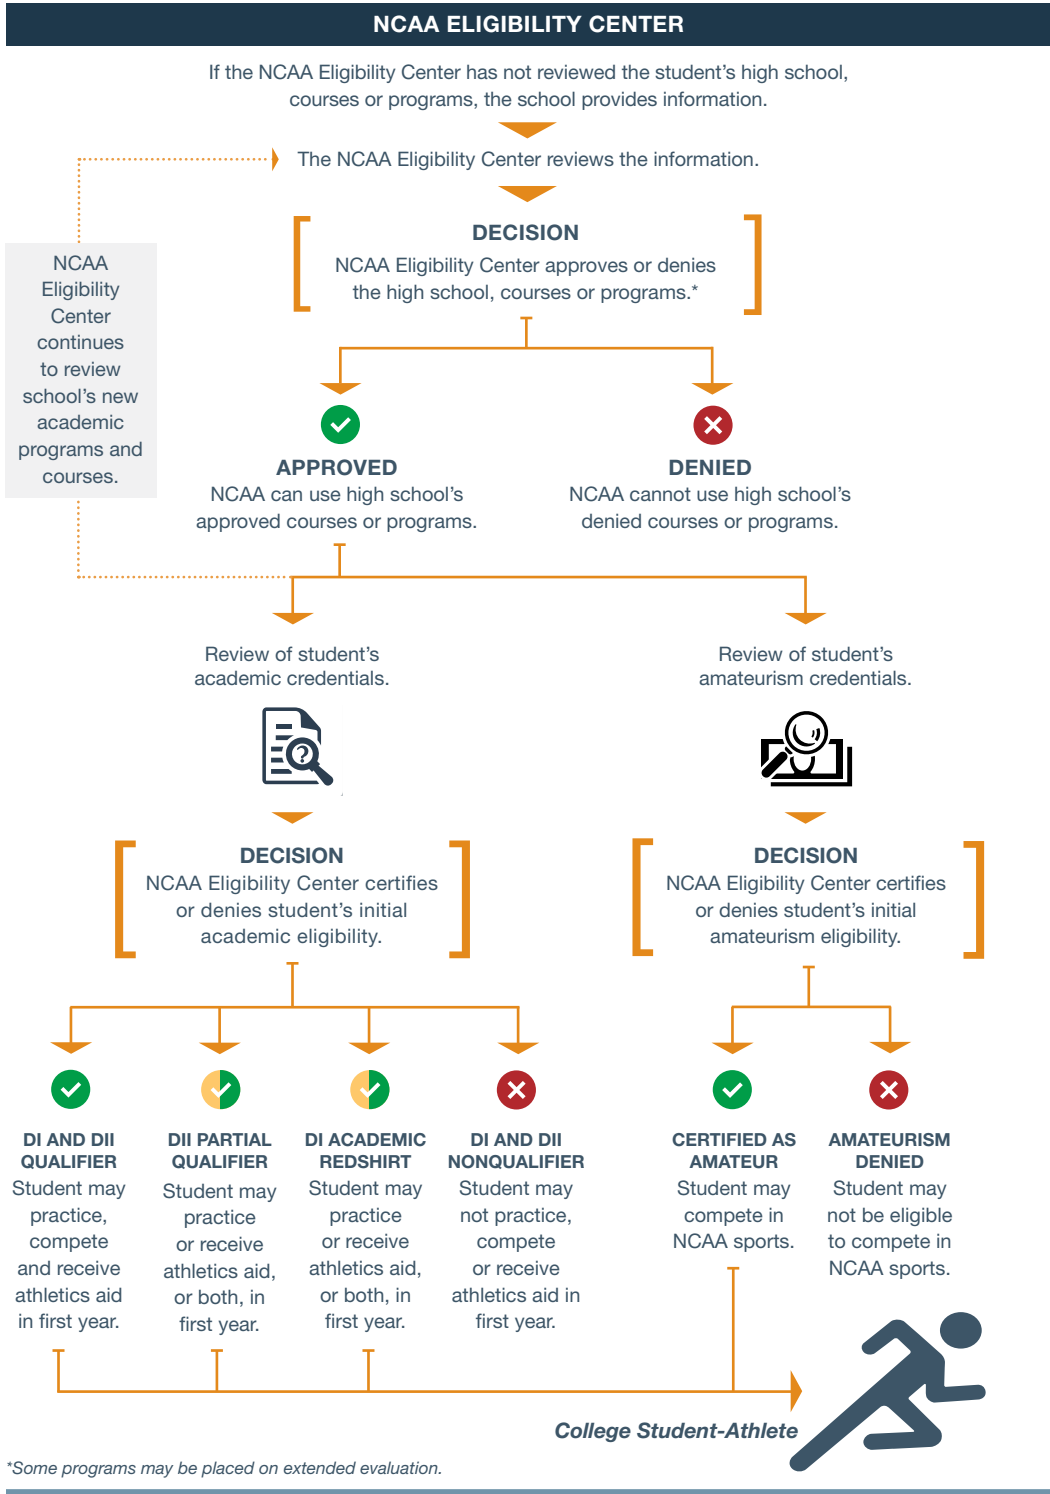 NCAA ELIGIBILITY CENTER
If the NCAA Eligibility Center has not reviewed the student’s high school,
courses or programs, the school provides information.
The NCAA Eligibility Center reviews the information.
DECISION
NCAA Eligibility Center approves or denies
the high school, courses or programs.*
NCAA
Eligibility
Center
continues
to review
school’s new
academic
programs and
courses.
APPROVED
NCAA can use high school’s
approved courses or programs.
DENIED
NCAA cannot use high school’s
denied courses or programs.
Review of student’s
academic credentials.
Review of student’s
amateurism credentials.
?
DECISION
NCAA Eligibility Center certifies
or denies student’s initial
academic eligibility.
DECISION
NCAA Eligibility Center certifies
or denies student’s initial
amateurism eligibility.
DI AND DII
QUALIFIER
Student may
practice,
compete
and receive
athletics aid
in first year.
DII PARTIAL
QUALIFIER
Student may
practice
or receive
athletics aid,
or both, in
first year.
DI ACADEMIC
REDSHIRT
Student may
practice
or receive
athletics aid,
or both, in
first year.
DI AND DII
NONQUALIFIER
Student may
not practice,
compete
or receive
athletics aid in
first year.
CERTIFIED AS
AMATEUR
Student may
compete in
NCAA sports.
AMATEURISM
DENIED
Student may
not be eligible
to compete in
NCAA sports.
College Student-Athlete
*Some programs may be placed on extended evaluation.